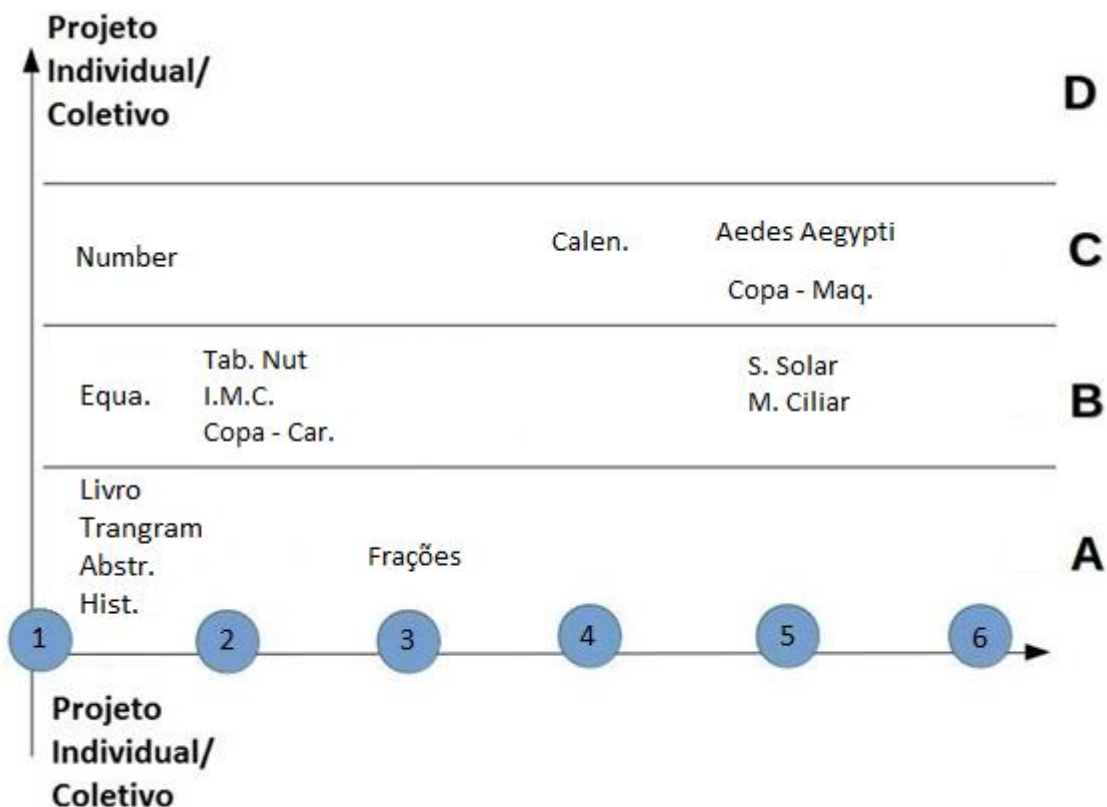 Projeto
Individual/
Coletivo
D
Number
Calen.
Aedes Aegypti
Copa - Maq.
C
Equa.
Tab. Nut
I.M.C.
Copa - Car.
S. Solar
M. Ciliar
B
Livro
Trangram
Abstr.
Hist.
Frações
A
1 2 3 4 5 6
Projeto
Individual/
Coletivo